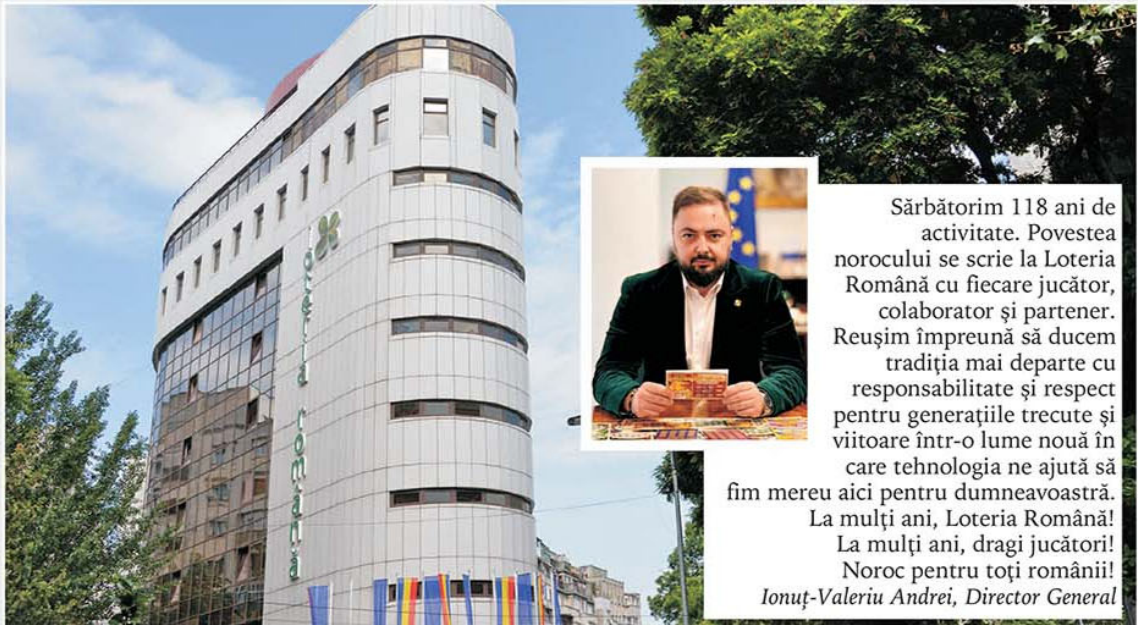 loteria română
Sărbătorim 118 ani de
activitate. Povestea
norocului se scrie la Loteria
Română cu fiecare jucător,
colaborator și partener.
Reușim împreună să ducem
tradiția mai departe cu
responsabilitate și respect
pentru generațiile trecute și
viitoare într-o lume nouă în
care tehnologia ne ajută să
fim mereu aici pentru dumneavoastră.
La mulți ani, Loteria Română!
La mulți ani, dragi jucători!
Noroc pentru toți românii!
Ionuț-Valeriu Andrei, Director General